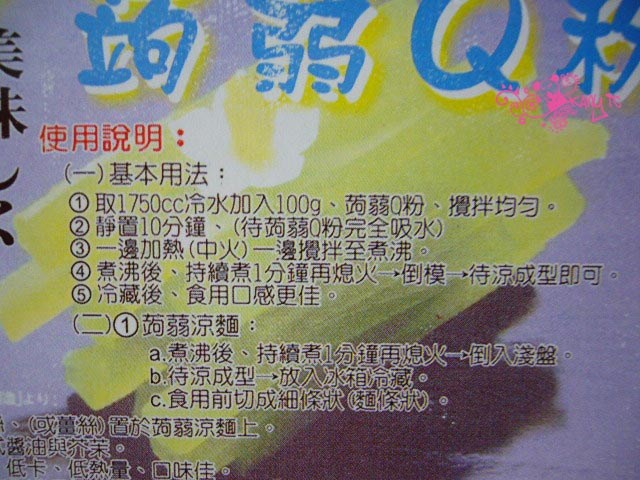 蒟蒻Q粉
美味しく
使用說明：
(一)基本用法：
①取1750cc冷水加入100g、蒟蒻Q粉、攪拌均勻。
②靜置10分鐘、(待蒟蒻Q粉完全吸水)
③一邊加熱(中火)一邊攪拌至煮沸。
④煮沸後、持續煮1分鐘再熄火→倒模→待涼成型即可。
⑤冷藏後、食用口感更佳。
(二)①蒟蒻涼麵：
a.煮沸後、持續煮1分鐘再熄火→倒入淺盤。
b.待涼成型→放入冰箱冷藏。
c.食用前切成細條狀(麵條狀)。
、(或薑絲)置於蒟蒻涼麵上。
醬油與芥茉。
低卡、低熱量、口味佳。